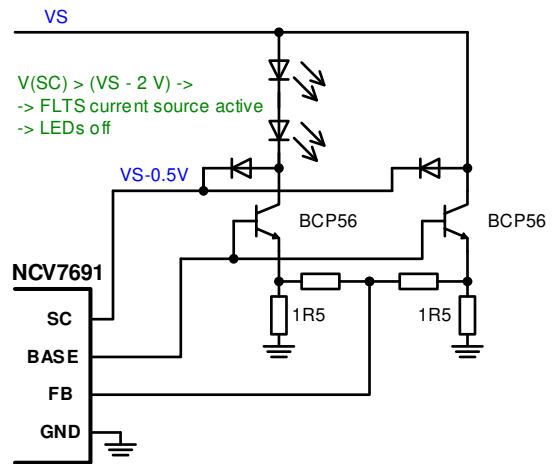 VS
V(SC) > (VS - 2 V) ->
-> FLTS current source active
-> LEDs off
VS-0.5V
BCP56
BCP56
NCV7691
1R5
1R5
SC
BASE
FB
GND